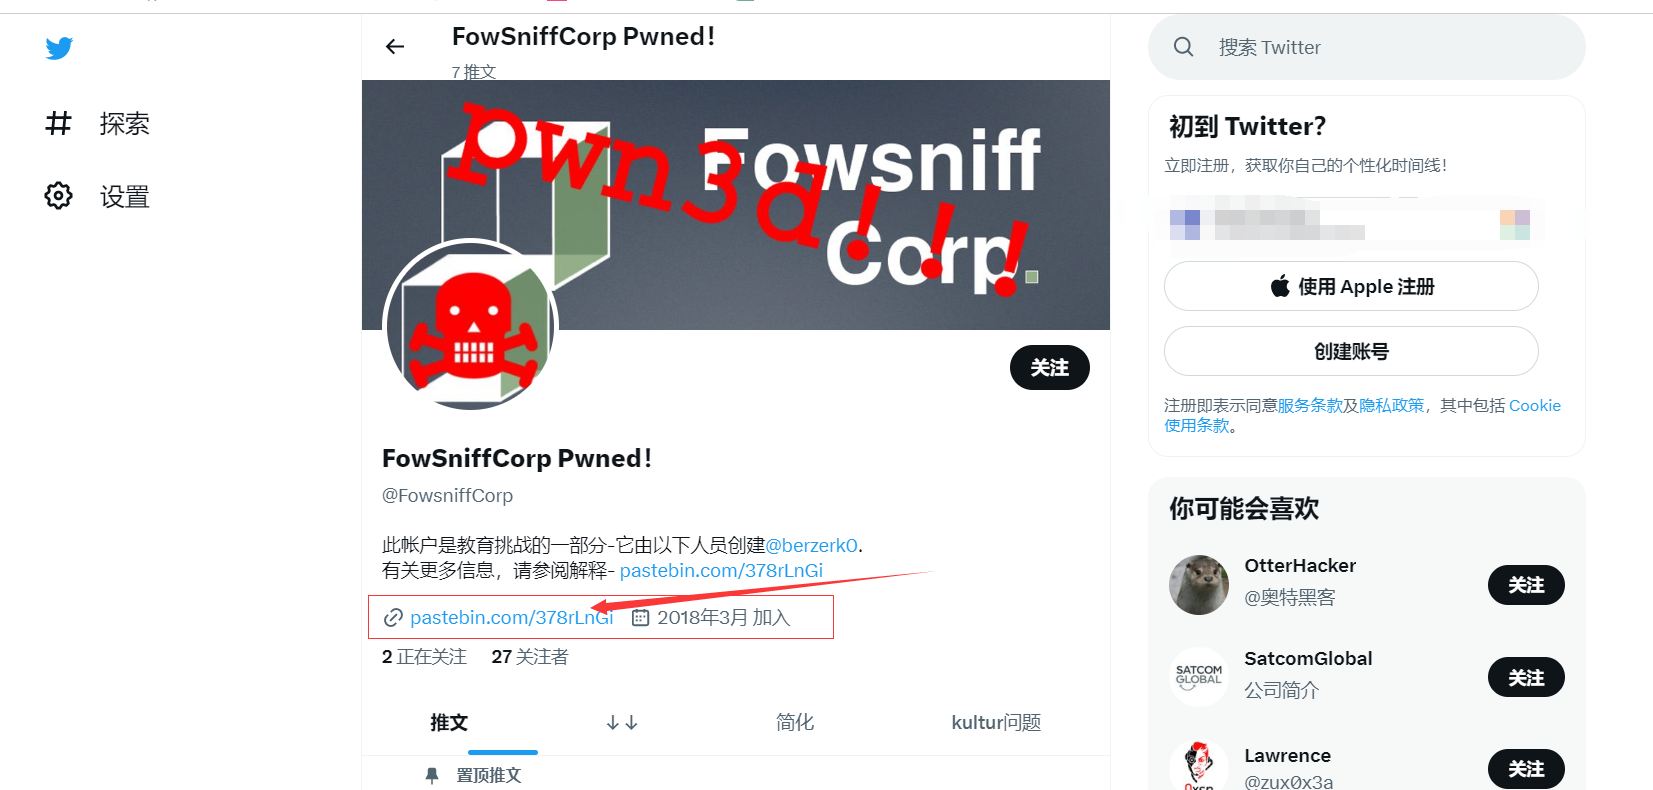 FowSniffCorp Pwned！
7 推文
pwn3d!!!
Fowsniff
Corp
FowSniffCorp Pwned！
@FowsniffCorp
此帐户是教育挑战的一部分-它由以下人员创建@berzerk0.
有关更多信息，请参阅解释- pastebin.com/378rLnGi
pastebin.com/378rLnGi 2018年3月 加入
2 正在关注 27 关注者
推文 ↓↓ 简化 kultur问题
置顶推文
探索
设置
关注
搜索 Twitter
初到 Twitter？
立即注册，获取你自己的个性化时间线！
使用 Apple 注册
创建账号
注册即表示同意服务条款及隐私政策，其中包括 Cookie
使用条款。
你可能会喜欢
OtterHacker
@奥特黑客
关注
SATCOM
GLOBAL
SatcomGlobal
公司简介
关注
Lawrence
@zux0x3a
关注